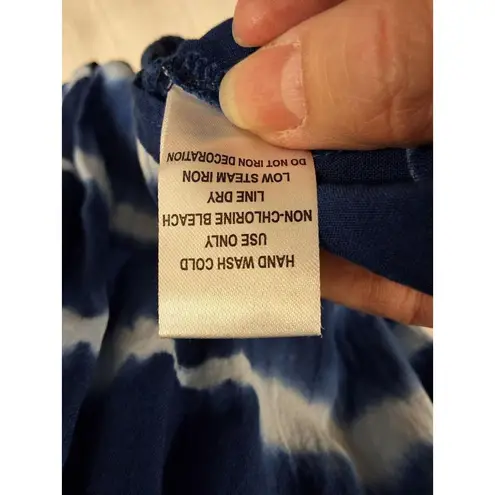 HAND WASH COLD
USE ONLY
NON-CHLORINE BLEACH
LINE DRY
LOW STEAM IRON
DO NOT IRON DECORATION